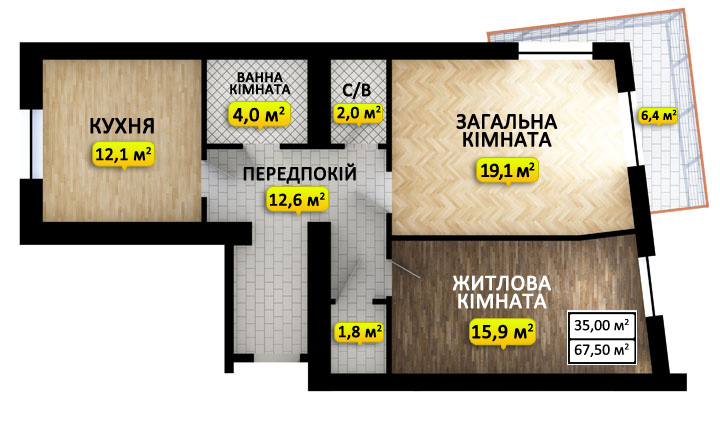 КУХНЯ
12,1 м²
ВАННА
КІМНАТА
4,0 м²
С/В
2,0 м²
ЗАГАЛЬНА
КІМНАТА
19,1 м²
6,4 м²
ПЕРЕДПОКІЙ
12,6 м²
ЖИТЛОВА
КІМНАТА
15,9 м²
1,8 м²
35,00 м²
67,50 м²